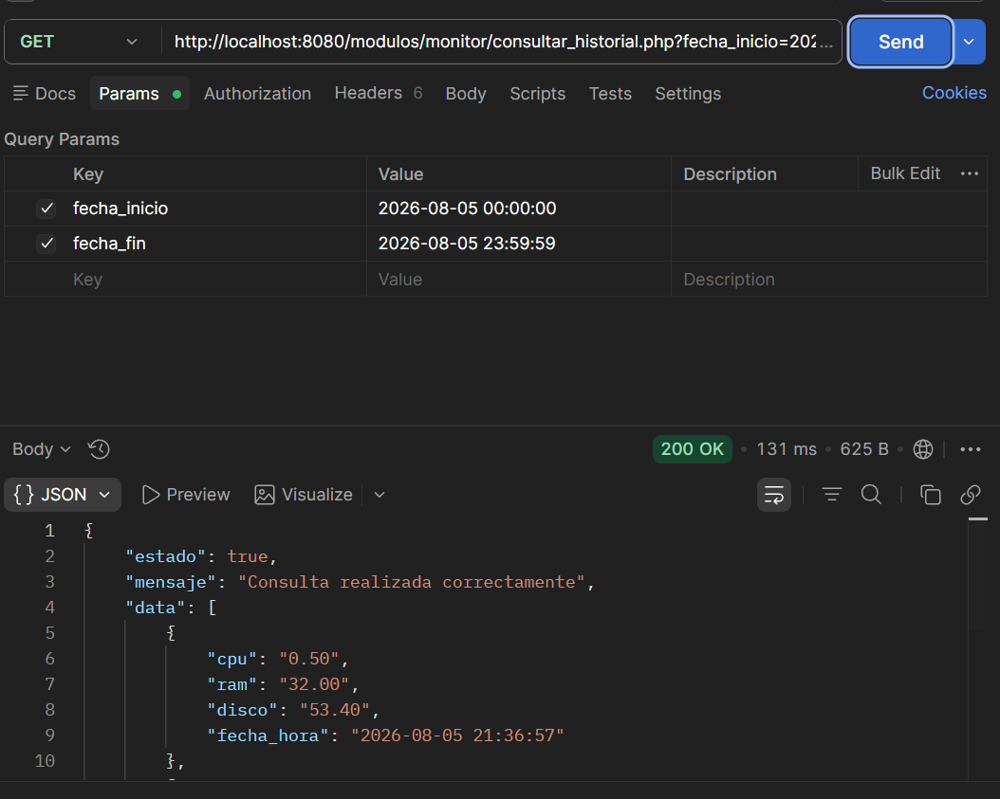 GET http://localhost:8080/modulos/monitor/consultar_historial.php?fecha_inicio=202... Send
Docs Params Authorization Headers 6 Body Scripts Tests Settings Cookies
Query Params
Key Value Description Bulk Edit
fecha_inicio 2026-08-05 00:00:00
fecha_fin 2026-08-05 23:59:59
Key Value Description
Body 200 OK • 131 ms • 625 B •
{} JSON Preview Visualize
1 {
2 "estado": true,
3 "mensaje": "Consulta realizada correctamente",
4 "data": [
5 {
6 "cpu": "0.50",
7 "ram": "32.00",
8 "disco": "53.40",
9 "fecha_hora": "2026-08-05 21:36:57"
10 },